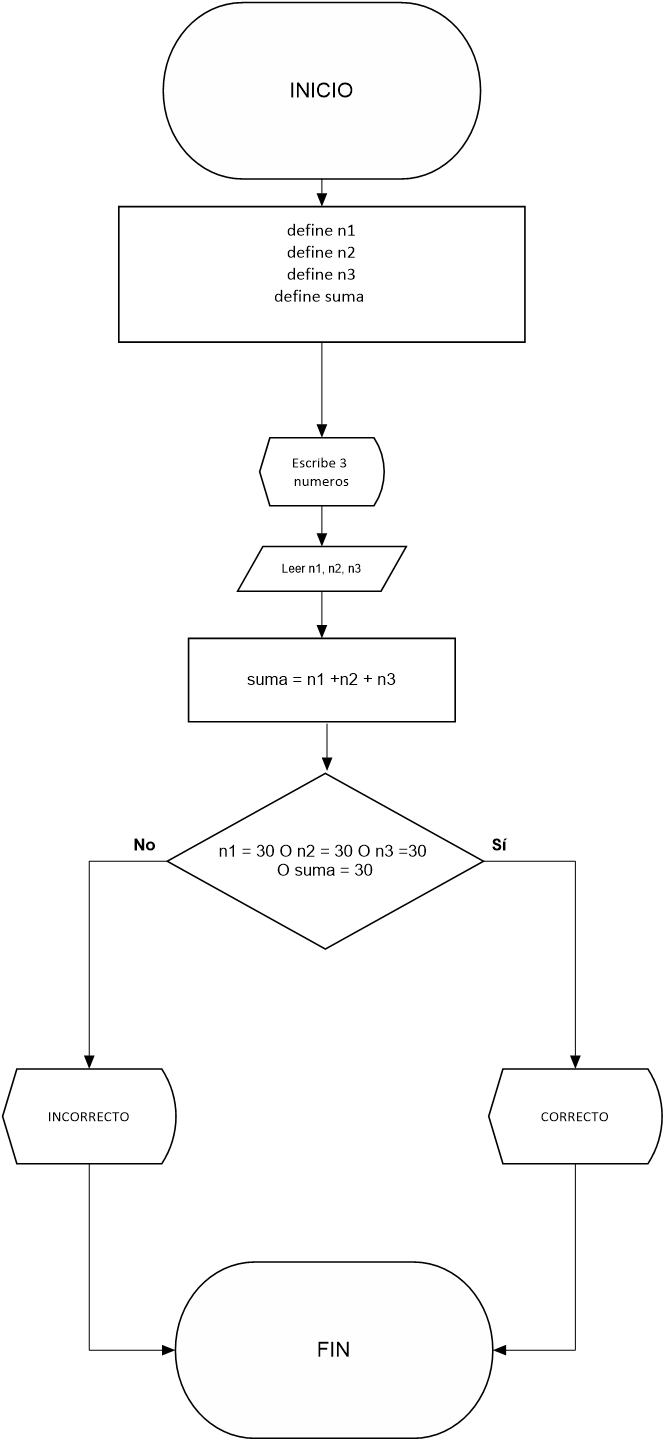 INICIO
define n1
define n2
define n3
define suma
Escribe 3
numeros
Leer n1, n2, n3
suma = n1 +n2 + n3
No
Sí
n1 = 30 O n2 = 30 O n3 =30
O suma = 30
INCORRECTO
CORRECTO
FIN